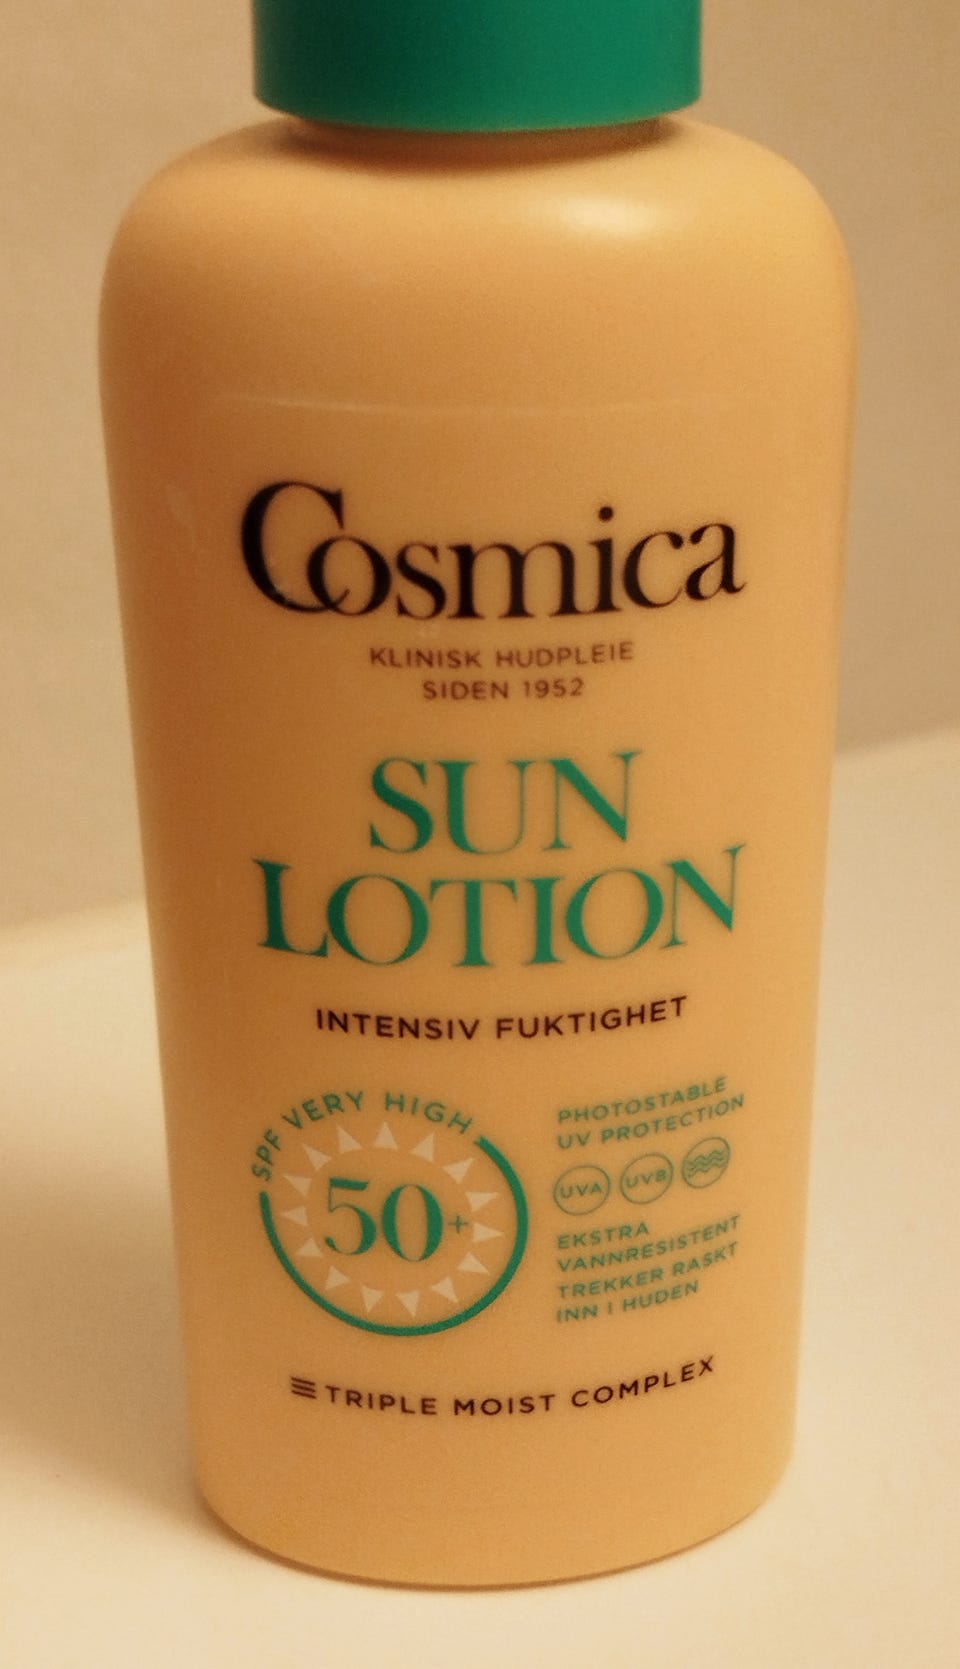 Cosmica
KLINISK HUDPLEIE
SIDEN 1952
SUN
LOTION
INTENSIV FUKTIGHET
SPF VERY HIGH
50+
PHOTOSTABLE
UV PROTECTION
UVA UVB
EKSTRA
VANNRESISTENT
TREKKER RASKT
INN I HUDEN
TRIPLE MOIST COMPLEX